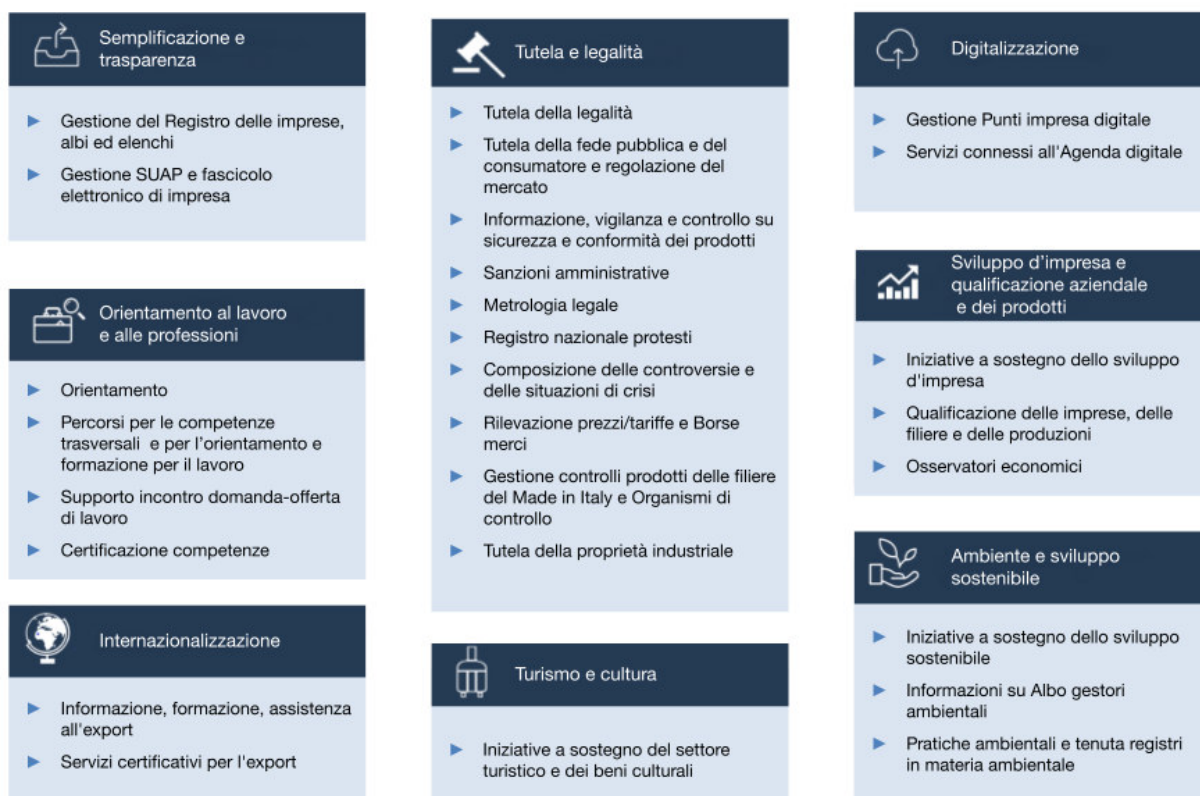 Semplificazione e
trasparenza
Gestione del Registro delle imprese,
albi ed elenchi
Gestione SUAP e fascicolo
elettronico di impresa
Orientamento al lavoro
e alle professioni
Orientamento
Percorsi per le competenze
trasversali e per l'orientamento e
formazione per il lavoro
Supporto incontro domanda-offerta
di lavoro
Certificazione competenze
Internazionalizzazione
Informazione, formazione, assistenza
all'export
Servizi certificativi per l'export
Tutela e legalità
Tutela della legalità
Tutela della fede pubblica e del
consumatore e regolazione del
mercato
Informazione, vigilanza e controllo su
sicurezza e conformità dei prodotti
Sanzioni amministrative
Metrologia legale
Registro nazionale protesti
Composizione delle controversie e
delle situazioni di crisi
Rilevazione prezzi/tariffe e Borse
merci
Gestione controlli prodotti delle filiere
del Made in Italy e Organismi di
controllo
Tutela della proprietà industriale
Turismo e cultura
Iniziative a sostegno del settore
turistico e dei beni culturali
Digitalizzazione
Gestione Punti impresa digitale
Servizi connessi all'Agenda digitale
Sviluppo d'impresa e
qualificazione aziendale
e dei prodotti
Iniziative a sostegno dello sviluppo
d'impresa
Qualificazione delle imprese, delle
filiere e delle produzioni
Osservatori economici
Ambiente e sviluppo
sostenibile
Iniziative a sostegno dello sviluppo
sostenibile
Informazioni su Albo gestori
ambientali
Pratiche ambientali e tenuta registri
in materia ambientale